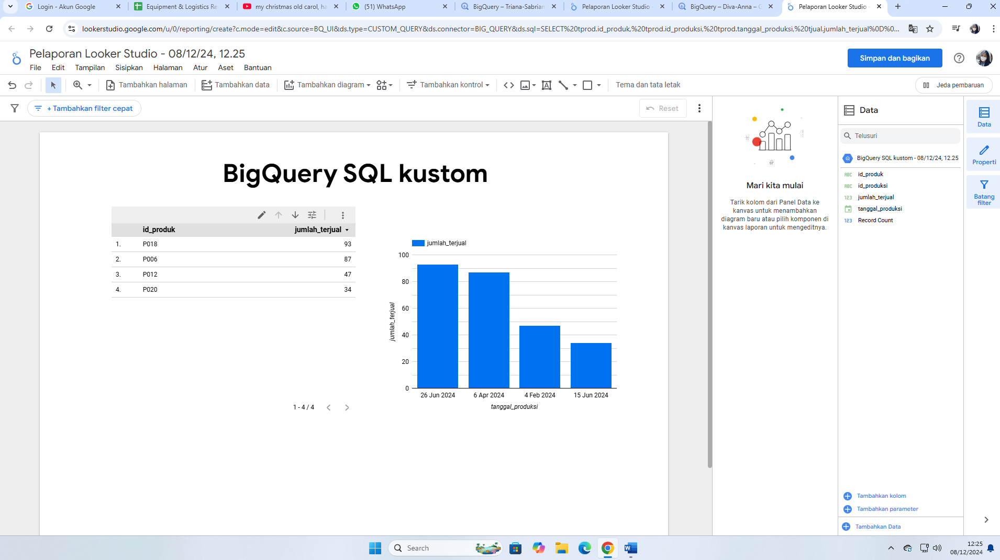 Login - Akun Google
Equipment & Logistics Re
my christmas old carol, ha
(51) WhatsApp
BigQuery – Triana-Sabrian
Pelaporan Looker Studio -
BigQuery – Diva-Anna – G
Pelaporan Looker Studio -
lookerstudio.google.com/u/0/reporting/create?c.mode=edit&c.source=BQ_UI&ds.type=CUSTOM_QUERY&ds.connector=BIG_QUERY&ds.sql=SELECT%20tprod.id_produk,%20tprod.id_produksi,%20tprod.tanggal_produksi,%20tjual.jumlah_terjual%0D%0...
Pelaporan Looker Studio - 08/12/24, 12.25
File Edit Tampilan Sisipkan Halaman Atur Aset Bantuan
Simpan dan bagikan
Tambahkan halaman
Tambahkan data
Tambahkan diagram
Tambahkan kontrol
Tema dan tata letak
Jeda pembaruan
+ Tambahkan filter cepat
Reset
BigQuery SQL kustom
id_produk jumlah_terjual
1. P018 93
2. P006 87
3. P012 47
4. P020 34
1 - 4 / 4
jumlah_terjual
100
80
60
40
20
0
jumlah_terjual
26 Jun 2024 6 Apr 2024 4 Feb 2024 15 Jun 2024
tanggal_produksi
Mari kita mulai
Tarik kolom dari Panel Data ke
kanvas untuk menambahkan
diagram baru atau pilih komponen di
kanvas laporan untuk mengeditnya.
Data
Telusuri
BigQuery SQL kustom - 08/12/24, 12.25
ABC id_produk
ABC id_produksi
123 jumlah_terjual
tanggal_produksi
123 Record Count
Tambahkan kolom
Tambahkan parameter
Tambahkan Data
Data
Properti
Batang
filter
Search
12:25
08/12/2024